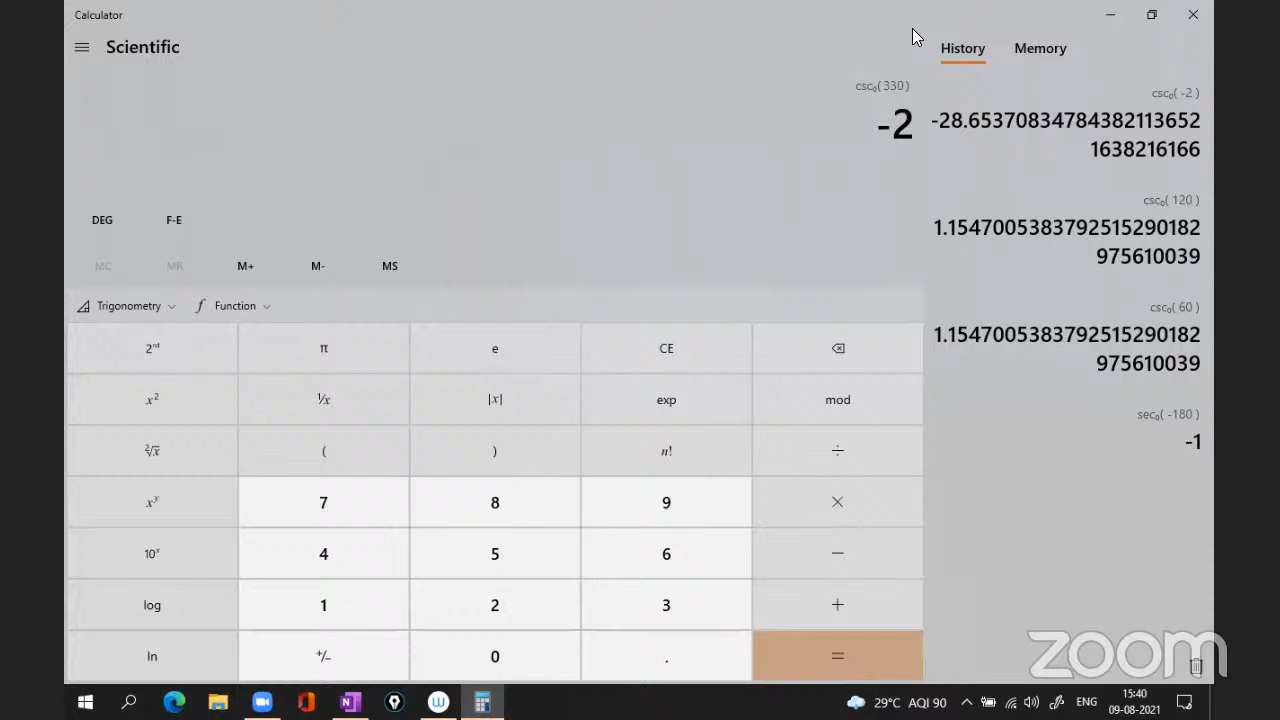 Calculator
Scientific
History Memory
csc₀( 330 )
-2
csc₀( -2 )
-28.65370834784382113652
1638216166
csc₀( 120 )
1.1547005383792515290182
975610039
csc₀( 60 )
1.1547005383792515290182
975610039
sec₀( -180 )
-1
DEG F-E
MC MR M+ M- MS
Trigonometry f Function
2ⁿᵈ π e CE
x² ⅟x |x| exp mod
²√x ( ) n! ÷
xʸ 7 8 9 ×
10ˣ 4 5 6 −
log 1 2 3 +
ln +/− 0 . =
zoom
29°C AQI 90 ENG 15:40
09-08-2021